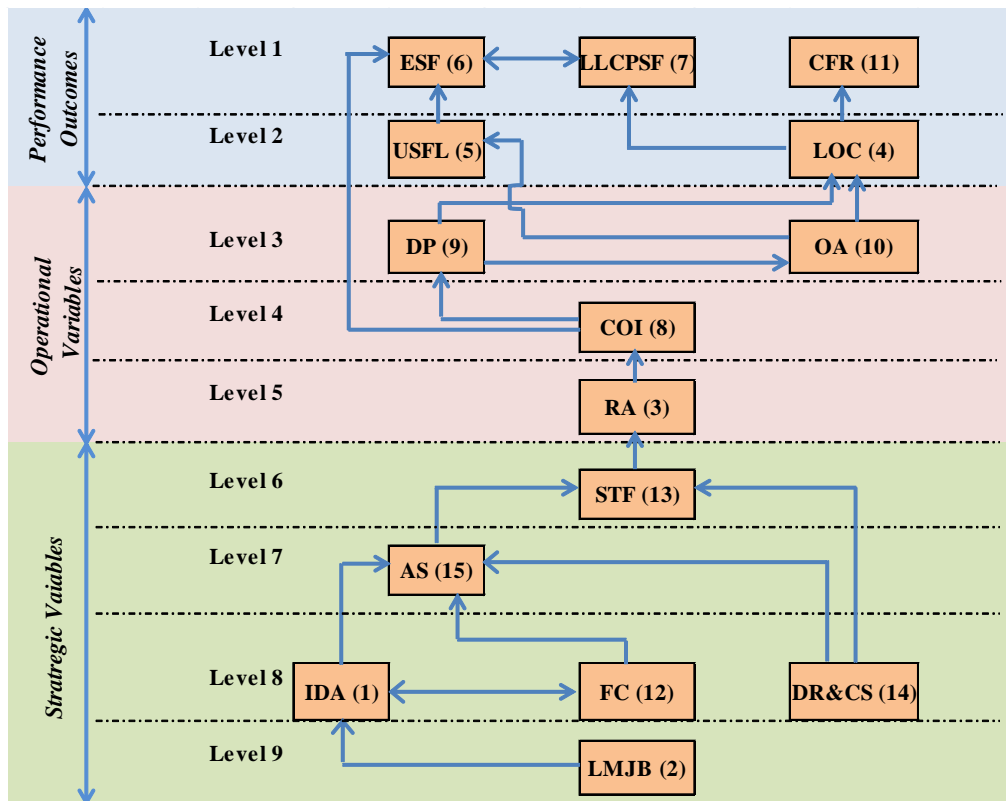 Performance
Outcomes
Level 1
ESF (6)
LLCPSF (7)
CFR (11)
Level 2
USFL (5)
LOC (4)
Operational
Variables
Level 3
DP (9)
OA (10)
Level 4
COI (8)
Level 5
RA (3)
Stratregic Vaiables
Level 6
STF (13)
Level 7
AS (15)
Level 8
IDA (1)
FC (12)
DR&CS (14)
Level 9
LMJB (2)